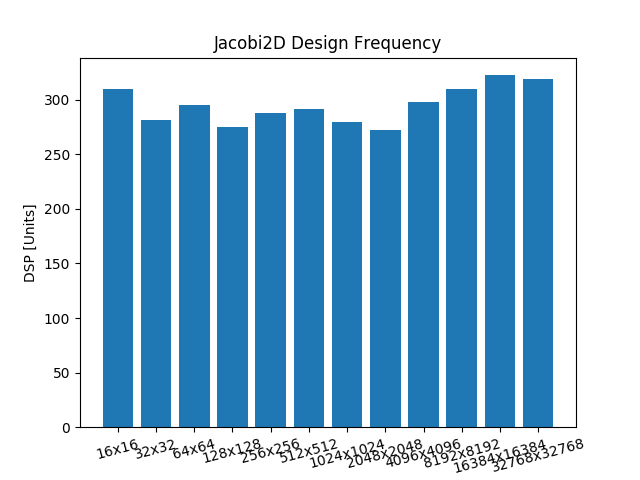 Jacobi2D Design Frequency
DSP [Units]
300
250
200
150
100
50
0
16x16
32x32
64x64
128x128
256x256
512x512
1024x1024
2048x2048
4096x4096
8192x8192
16384x16384
32768x32768